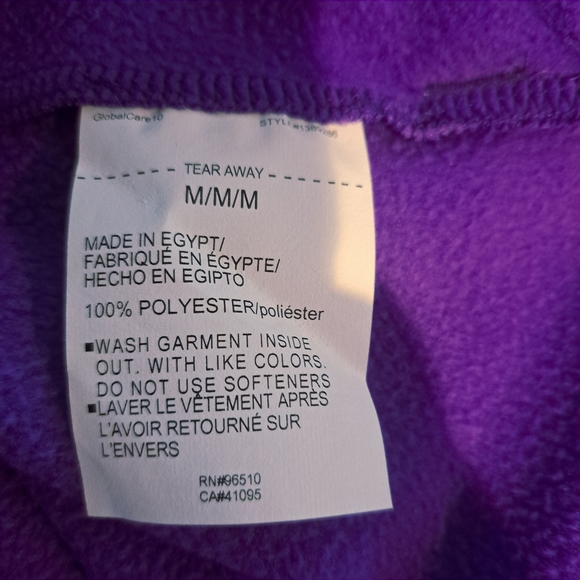 GlobalCare10
TEAR AWAY
M/M/M
MADE IN EGYPT/
FABRIQUÉ EN ÉGYPTE/
HECHO EN EGIPTO
100% POLYESTER/poliéster
▪WASH GARMENT INSIDE
OUT. WITH LIKE COLORS.
DO NOT USE SOFTENERS
▪LAVER LE VÊTEMENT APRÈS
L'AVOIR RETOURNÉ SUR
L'ENVERS
RN#96510
CA#41095